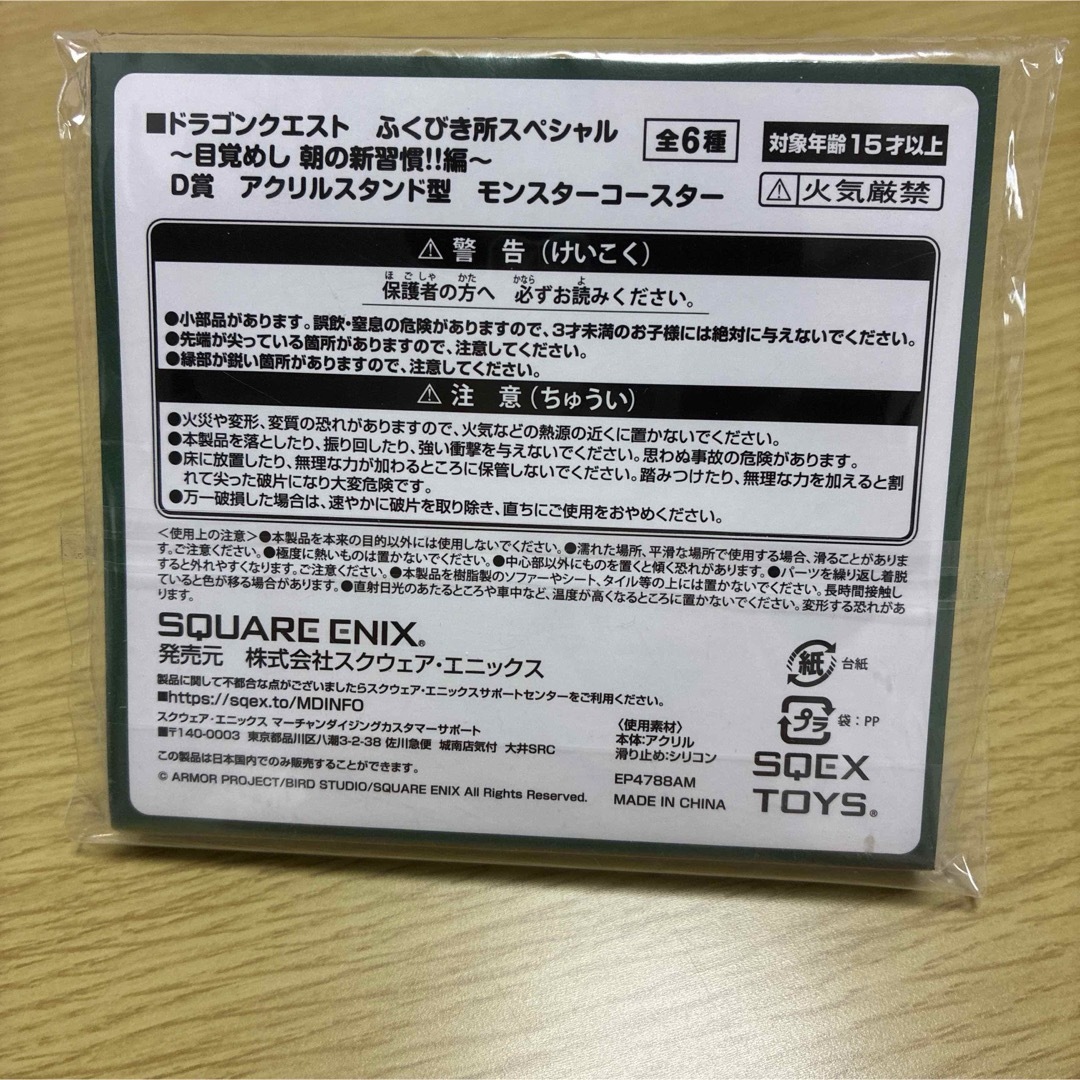 ■ドラゴンクエスト ふくびき所スペシャル
～目覚めし 朝の新習慣!!編～
D賞 アクリルスタンド型 モンスターコースター
全6種
対象年齢15才以上
⚠火気厳禁
⚠警 告(けいこく)
保護者の方へ 必ずお読みください。
ほごしゃ かた かなら よ
●小部品があります。誤飲・窒息の危険がありますので、3才未満のお子様には絶対に与えないでください。
●先端が尖っている箇所がありますので、注意してください。
●縁部が鋭い箇所がありますので、注意してください。
⚠注 意(ちゅうい)
●火災や変形、変質の恐れがありますので、火気などの熱源の近くに置かないでください。
●本製品を落としたり、振り回したり、強い衝撃を与えないでください。思わぬ事故の危険があります。
●床に放置したり、無理な力が加わるところに保管しないでください。踏みつけたり、無理な力を加えると割
れて尖った破片になり大変危険です。
●万一破損した場合は、速やかに破片を取り除き、直ちにご使用をおやめください。
〈使用上の注意〉●本製品を本来の目的以外には使用しないでください。●濡れた場所、平滑な場所で使用する場合、滑ることがありま
す。ご注意ください。●極度に熱いものは置かないでください。●中心部以外にものを置くと傾く恐れがあります。●パーツを繰り返し着脱
すると外れやすくなります。ご注意ください。●本製品を樹脂製のソファーやシート、タイル等の上には置かないでください。長時間接触し
ていると色が移る場合があります。●直射日光のあたるところや車中など、温度が高くなるところに置かないでください。変形する恐れがあ
ります。
SQUARE ENIX®
発売元 株式会社スクウェア・エニックス
製品に関して不都合な点がございましたらスクウェア・エニックスサポートセンターをご利用ください。
■https://sqex.to/MDINFO
スクウェア・エニックス マーチャンダイジングカスタマーサポート
■〒140-0003 東京都品川区八潮3-2-38 佐川急便 城南店気付 大井SRC
この製品は日本国内でのみ販売することができます。
© ARMOR PROJECT/BIRD STUDIO/SQUARE ENIX All Rights Reserved.
〈使用素材〉
本体:アクリル
滑り止め:シリコン
EP4788AM
MADE IN CHINA
紙 台紙
プラ 袋:PP
SQEX
TOYS®